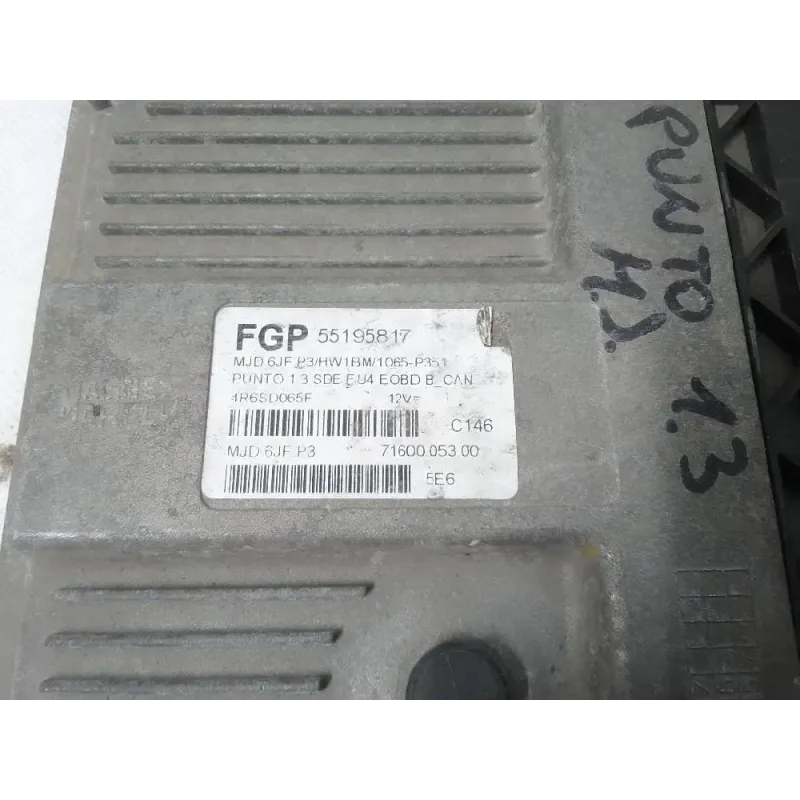 FGP 55195817
MJD 6JF P3/HW1BM/1065-P351
PUNTO 1.3 SDE EU4 EOBD B_CAN
4R6SD065F 12V=
C146
MJD 6JF P3 71600.053.00
5E6
PUNTO 1.3
M.J.